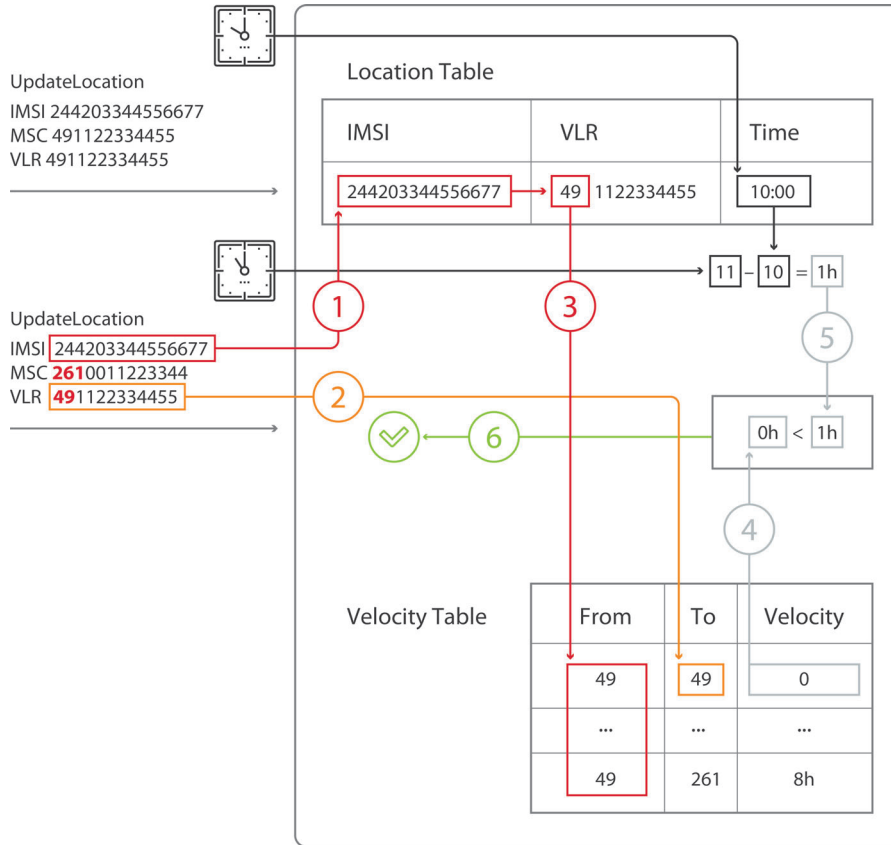 UpdateLocation
IMSI 244203344556677
MSC 491122334455
VLR 491122334455
Location Table
IMSI VLR Time
244203344556677 49 1122334455 10:00
11 – 10 = 1h
1
3
5
UpdateLocation
IMSI 244203344556677
MSC 2610011223344
VLR 491122334455
2
6
0h < 1h
4
Velocity Table
From To Velocity
49 49 0
... ... ...
49 261 8h